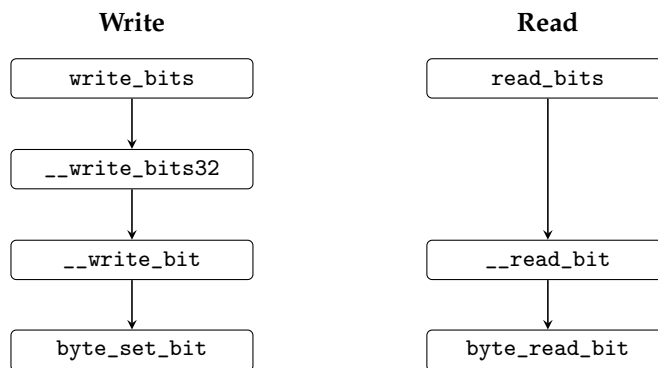 Write
Read
write_bits
read_bits
__write_bits32
__write_bit
__read_bit
byte_set_bit
byte_read_bit